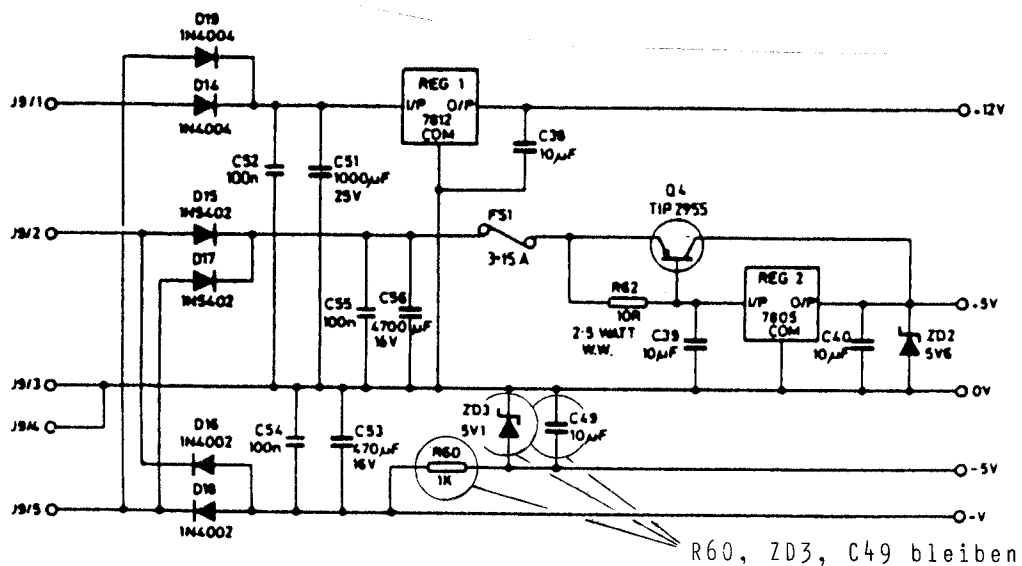 D19
1N4004
J9/1
D14
1N4004
REG 1
I/P O/P
7812
COM
C38
10µF
+12V
C52
100n
C51
1000µF
25V
J9/2
D15
1N5402
D17
1N5402
FS1
3·15A
Q4
TIP2955
C55
100n
C56
4700µF
16V
R62
10R
2·5 WATT
W.W.
C39
10µF
REG 2
I/P O/P
7805
COM
C40
10µF
+5V
ZD2
5V6
J9/3
0V
J9/4
D16
1N4002
C54
100n
C53
470µF
16V
ZD3
5V1
C49
10µF
R60
1K
-5V
J9/5
D18
1N4002
-V
R60, ZD3, C49 bleiben